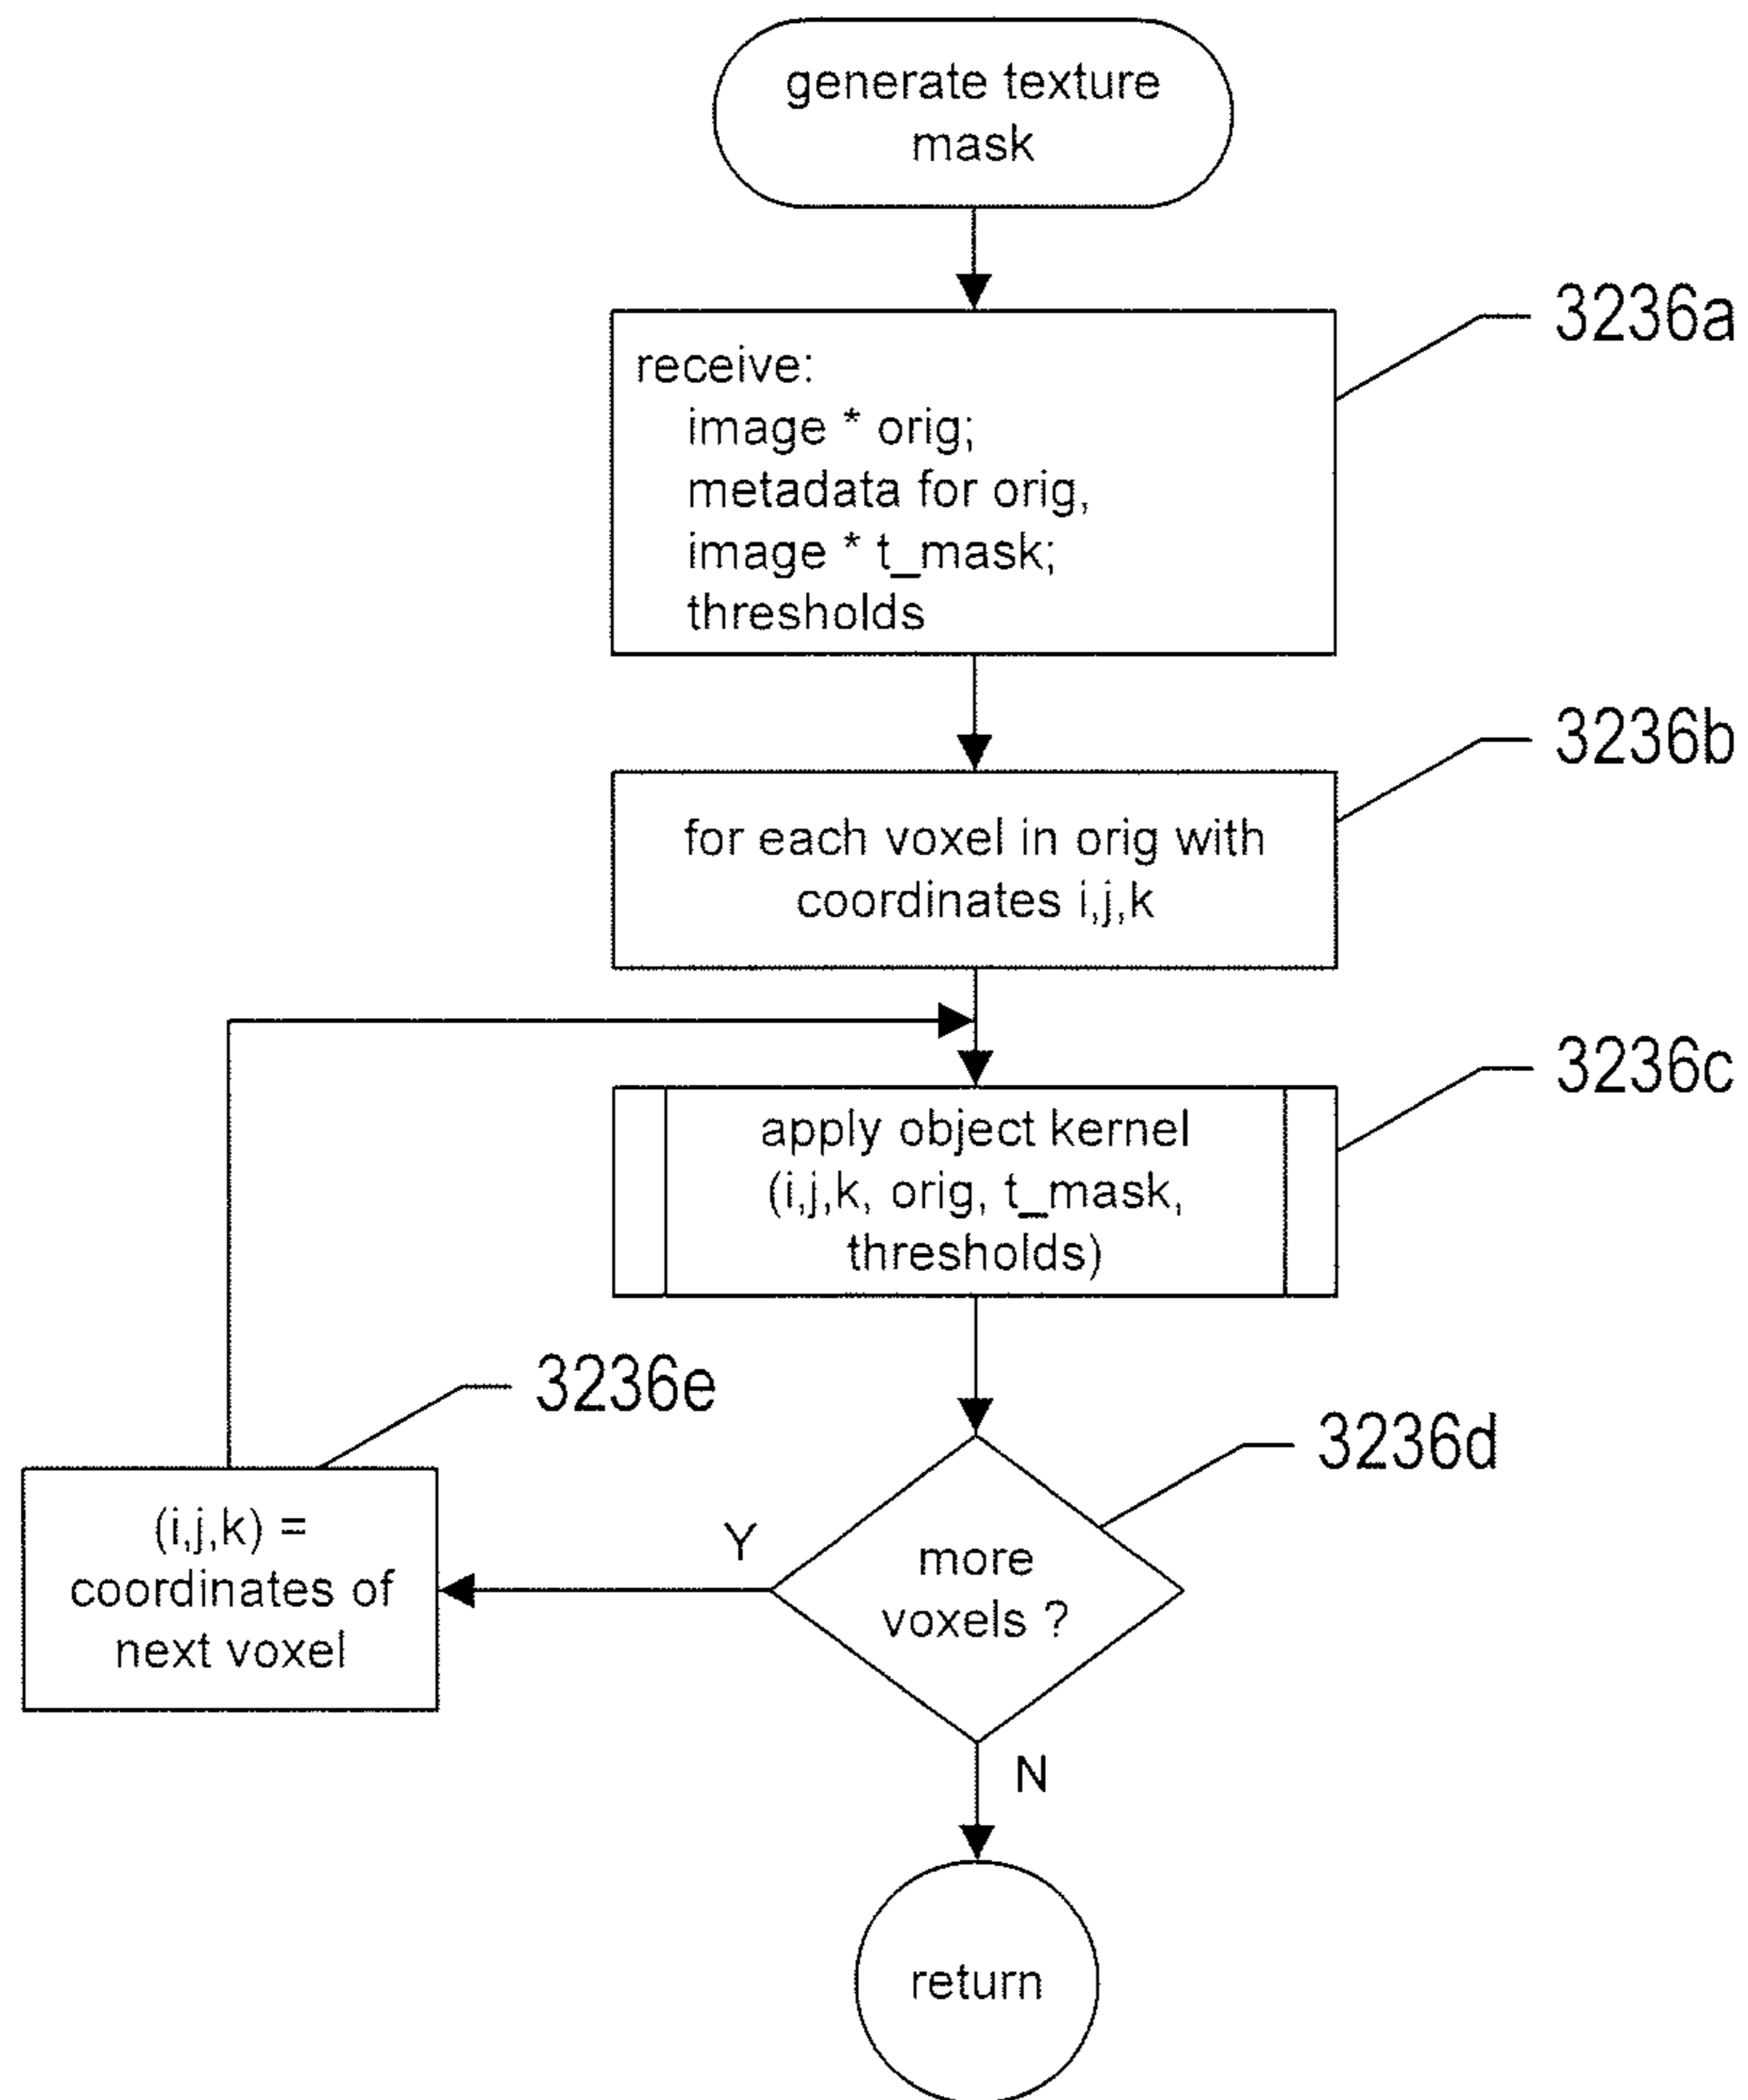 generate texture
mask
3236a
receive:
image * orig;
metadata for orig,
image * t_mask;
thresholds
3236b
for each voxel in orig with
coordinates i,j,k
3236c
apply object kernel
(i,j,k, orig, t_mask,
thresholds)
3236e
3236d
(i,j,k) =
coordinates of
next voxel
Y
more
voxels ?
N
return